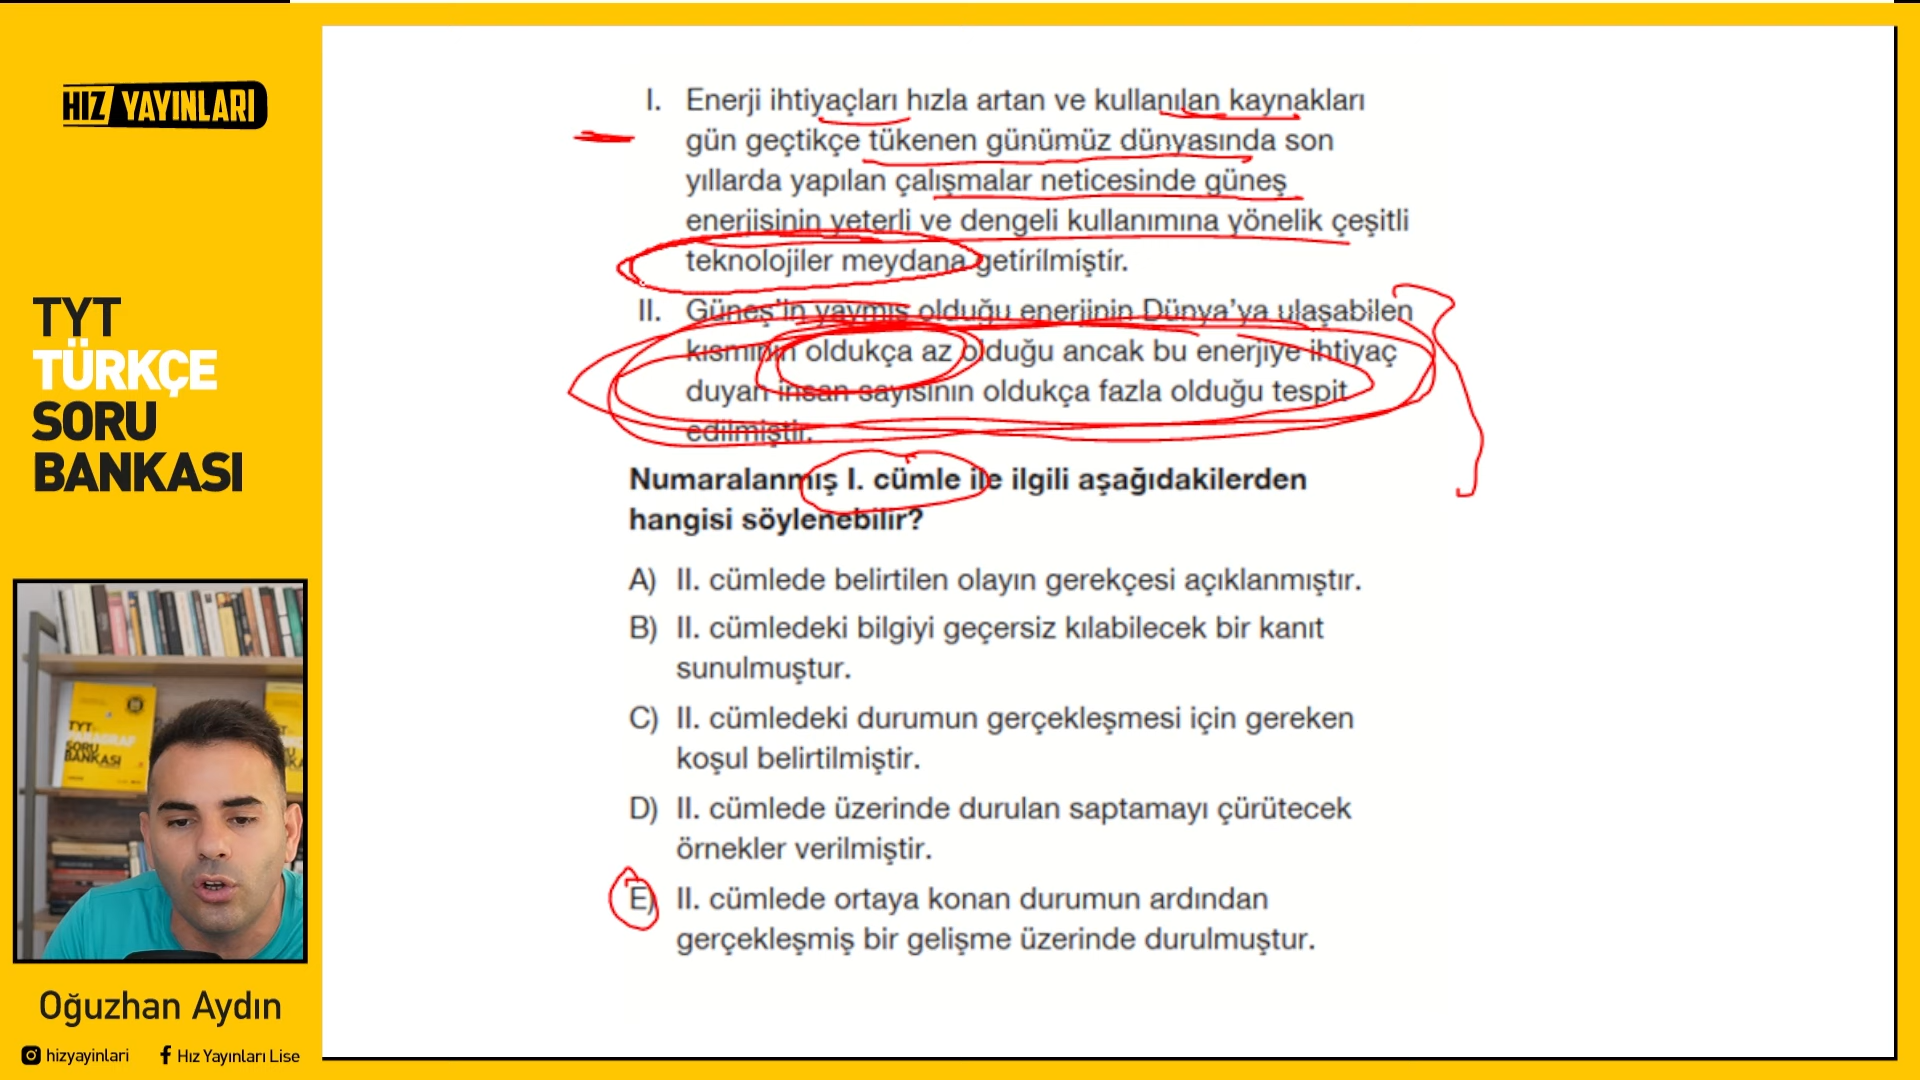 HIZ YAYINLARI
TYT
TÜRKÇE
SORU
BANKASI
TYT
PARAGRAF
SORU
BANKASI
Oğuzhan Aydın
hizyayinlari
Hız Yayınları Lise
I. Enerji ihtiyaçları hızla artan ve kullanılan kaynakları
gün geçtikçe tükenen günümüz dünyasında son
yıllarda yapılan çalışmalar neticesinde güneş
enerjisinin yeterli ve dengeli kullanımına yönelik çeşitli
teknolojiler meydana getirilmiştir.
II. Güneş’in yaymış olduğu enerjinin Dünya’ya ulaşabilen
kısmının oldukça az olduğu ancak bu enerjiye ihtiyaç
duyan insan sayısının oldukça fazla olduğu tespit
edilmiştir.
Numaralanmış I. cümle ile ilgili aşağıdakilerden
hangisi söylenebilir?
A) II. cümlede belirtilen olayın gerekçesi açıklanmıştır.
B) II. cümledeki bilgiyi geçersiz kılabilecek bir kanıt
sunulmuştur.
C) II. cümledeki durumun gerçekleşmesi için gereken
koşul belirtilmiştir.
D) II. cümlede üzerinde durulan saptamayı çürütecek
örnekler verilmiştir.
E) II. cümlede ortaya konan durumun ardından
gerçekleşmiş bir gelişme üzerinde durulmuştur.